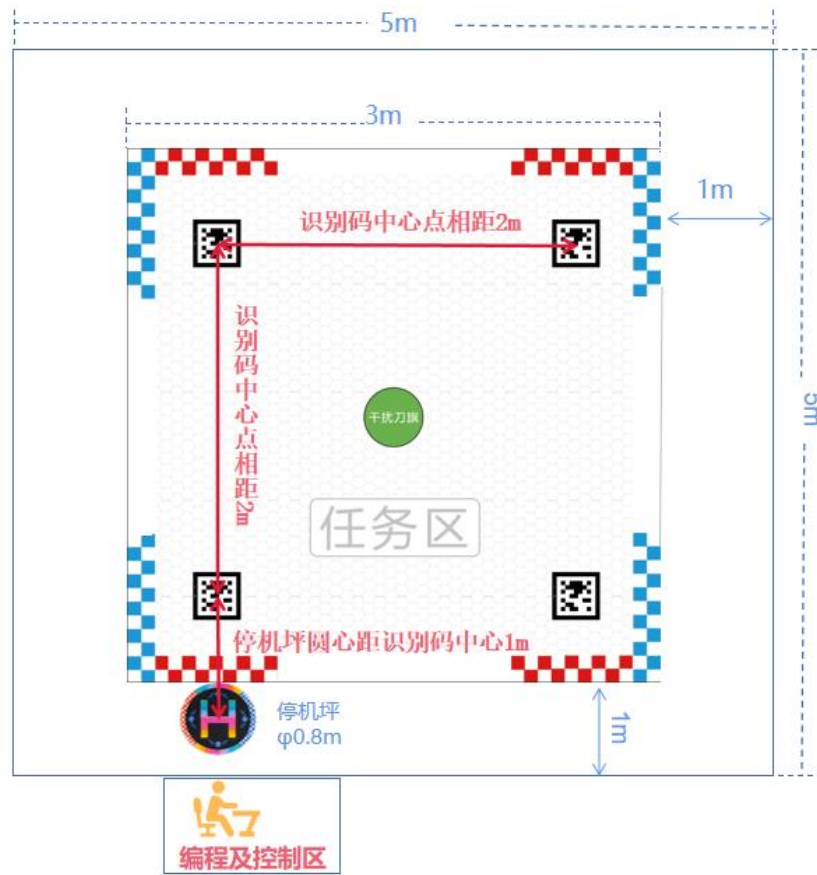 5m
3m
1m
识别码中心点相距2m
识别码中心点相距2m
5m
干扰刀旗
任务区
停机坪圆心距识别码中心1m
H
停机坪
φ0.8m
1m
编程及控制区